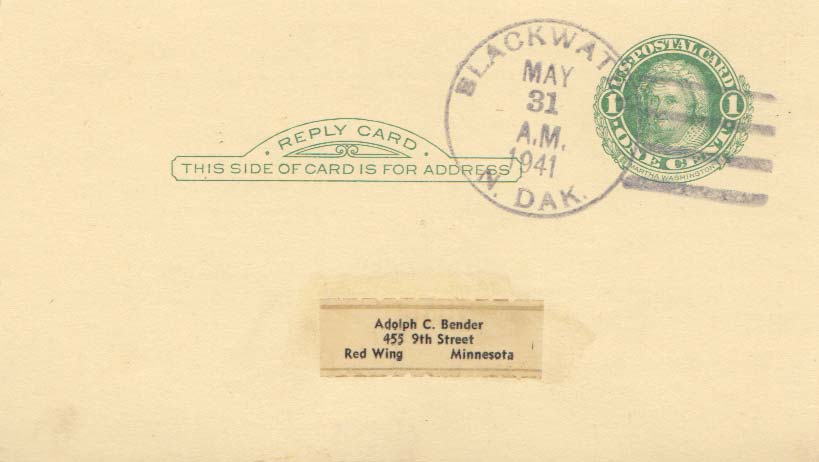 BLACKWAT
MAY
31
A.M.
1941
N. DAK.
U.S. POSTAL CARD
1 1
ONE CENT
MARTHA WASHINGTON
REPLY CARD
THIS SIDE OF CARD IS FOR ADDRESS
Adolph C. Bender
455 9th Street
Red Wing Minnesota